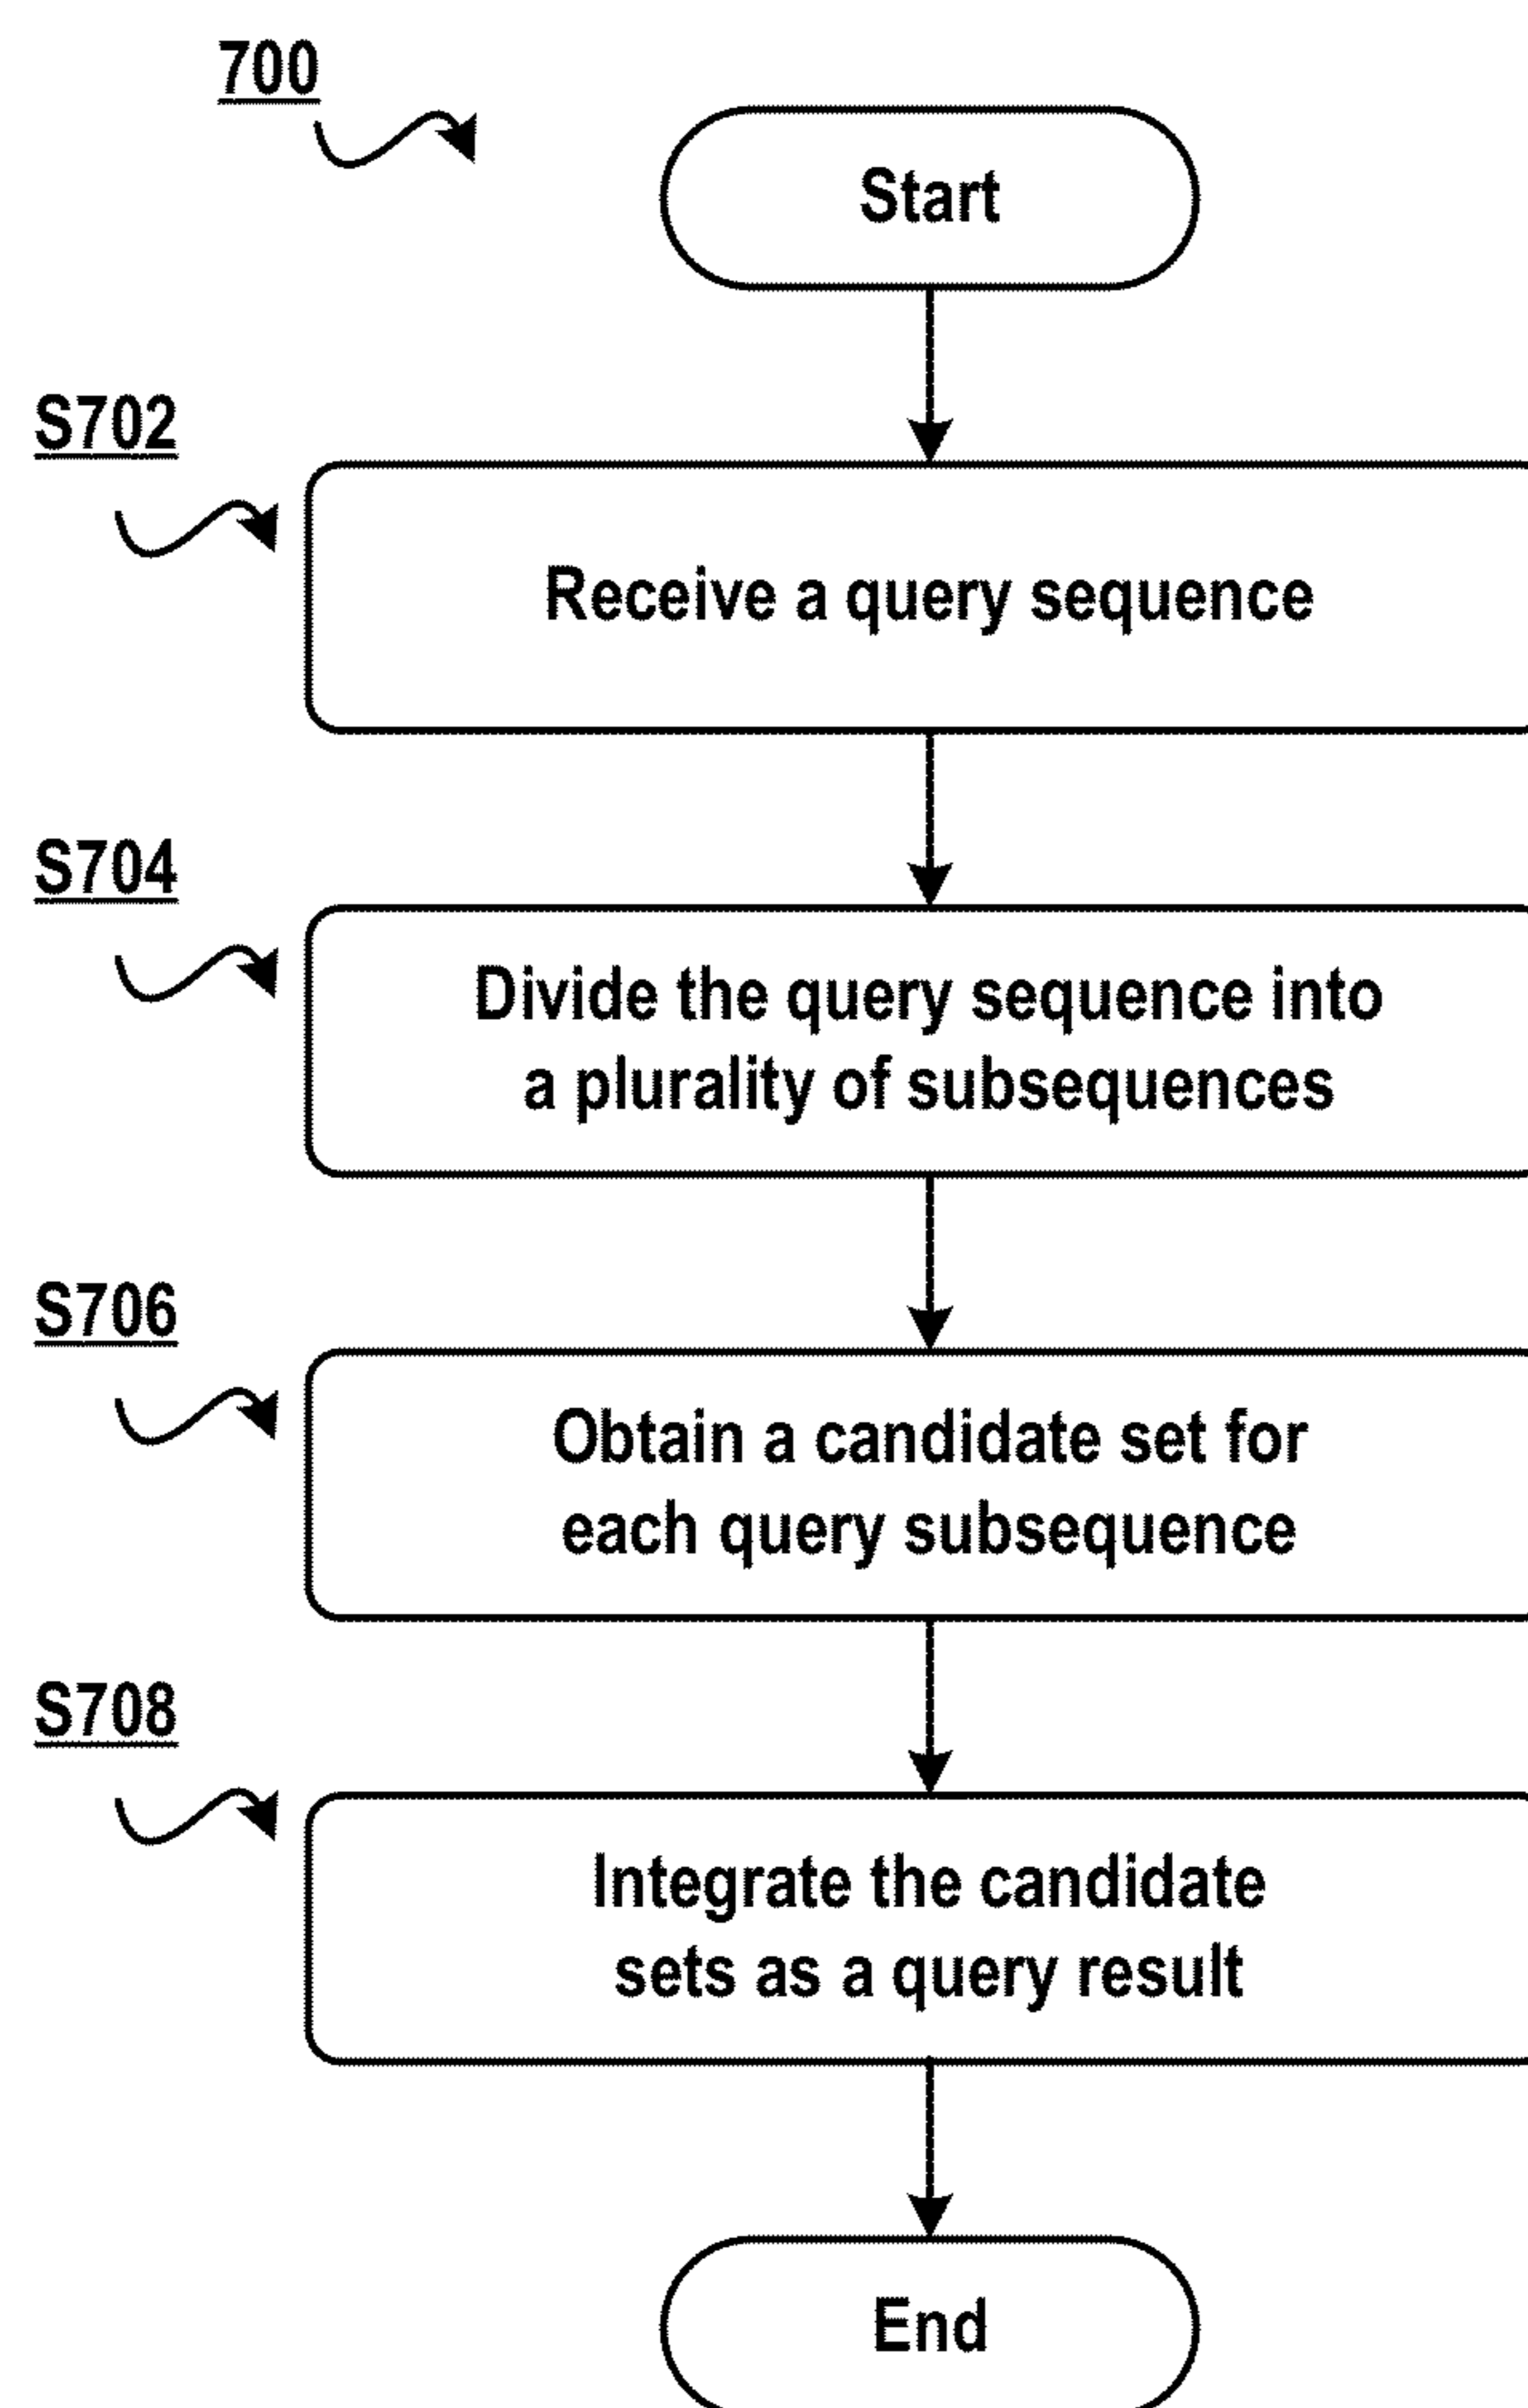 700
Start
S702
Receive a query sequence
S704
Divide the query sequence into
a plurality of subsequences
S706
Obtain a candidate set for
each query subsequence
S708
Integrate the candidate
sets as a query result
End